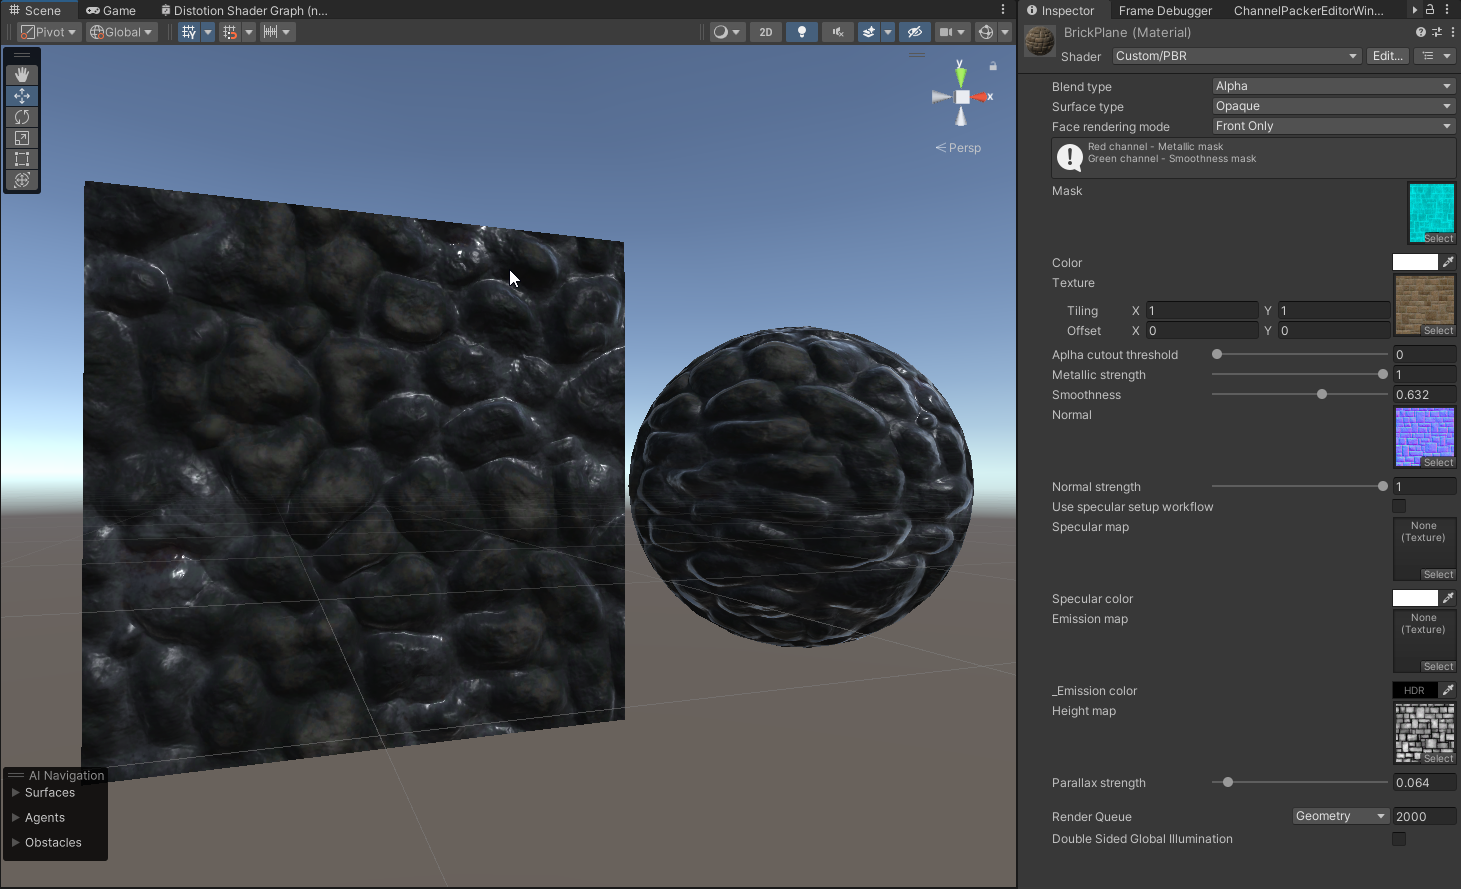 Scene
Game
Distotion Shader Graph (n...
Pivot
Global
2D
y
x
Persp
AI Navigation
Surfaces
Agents
Obstacles
Inspector
Frame Debugger
ChannelPackerEditorWin...
BrickPlane (Material)
Shader
Custom/PBR
Edit...
Blend type
Alpha
Surface type
Opaque
Face rendering mode
Front Only
Red channel - Metallic mask
Green channel - Smoothness mask
Mask
Select
Color
Texture
Tiling X 1 Y 1
Offset X 0 Y 0
Select
Aplha cutout threshold
0
Metallic strength
1
Smoothness
0.632
Normal
Select
Normal strength
1
Use specular setup workflow
Specular map
None
(Texture)
Select
Specular color
Emission map
None
(Texture)
Select
_Emission color
HDR
Height map
Select
Parallax strength
0.064
Render Queue
Geometry
2000
Double Sided Global Illumination